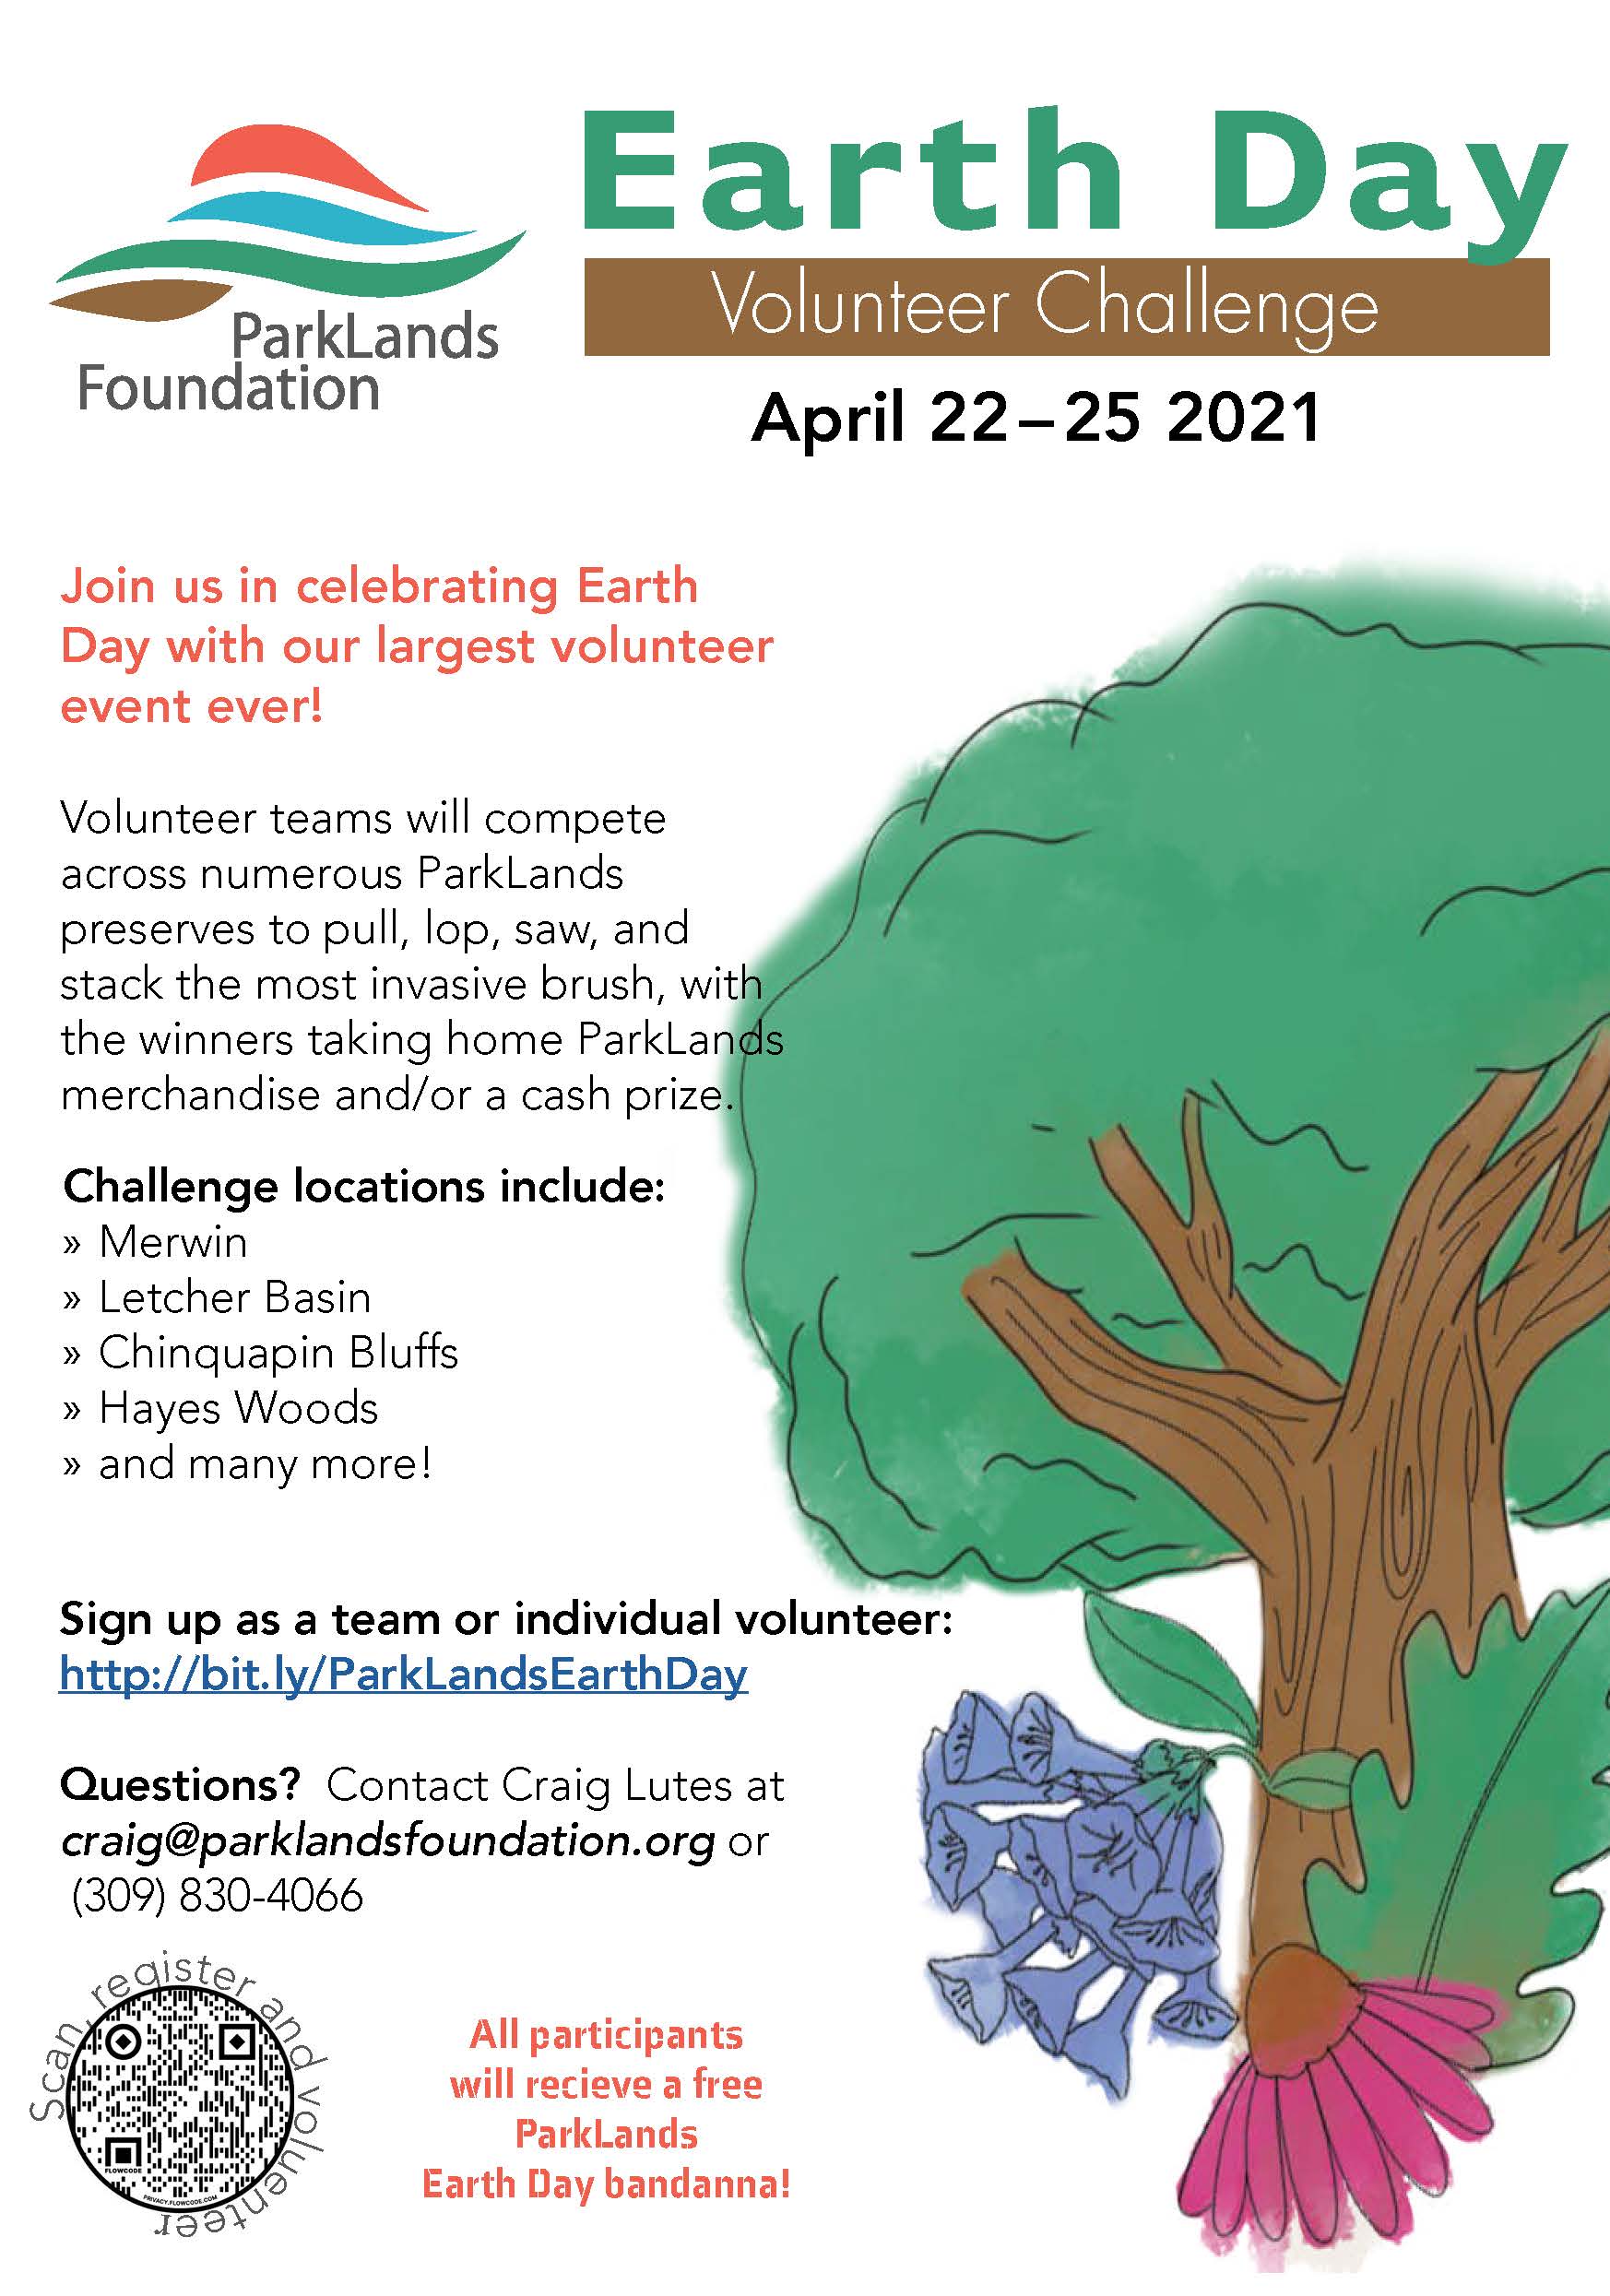 ParkLands
Foundation
Earth Day
Volunteer Challenge
April 22–25 2021
Join us in celebrating Earth
Day with our largest volunteer
event ever!
Volunteer teams will compete
across numerous ParkLands
preserves to pull, lop, saw, and
stack the most invasive brush, with
the winners taking home ParkLands
merchandise and/or a cash prize.
Challenge locations include:
» Merwin
» Letcher Basin
» Chinquapin Bluffs
» Hayes Woods
» and many more!
Sign up as a team or individual volunteer:
http://bit.ly/ParkLandsEarthDay
Questions? Contact Craig Lutes at
craig@parklandsfoundation.org or
(309) 830-4066
Scan, register and voluenteer
FLOWCODE
PRIVACY.FLOWCODE.COM
All participants
will recieve a free
ParkLands
Earth Day bandanna!